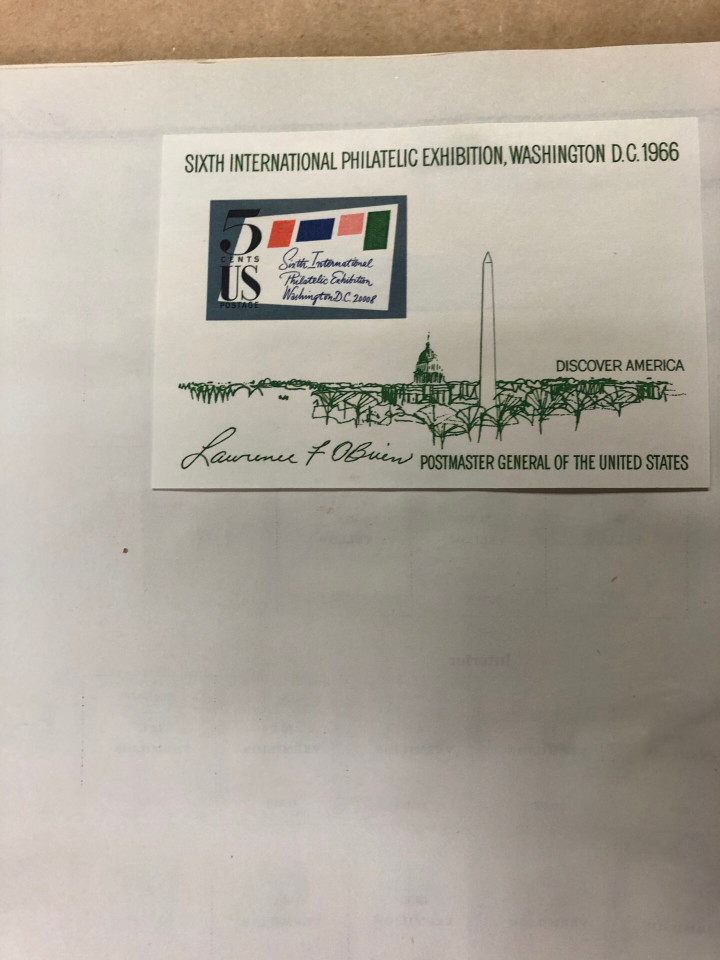 SIXTH INTERNATIONAL PHILATELIC EXHIBITION, WASHINGTON D.C. 1966
5
CENTS
US
POSTAGE
Sixth International
Philatelic Exhibition
Washington D.C. 20008
DISCOVER AMERICA
Lawrence F O'Brien POSTMASTER GENERAL OF THE UNITED STATES